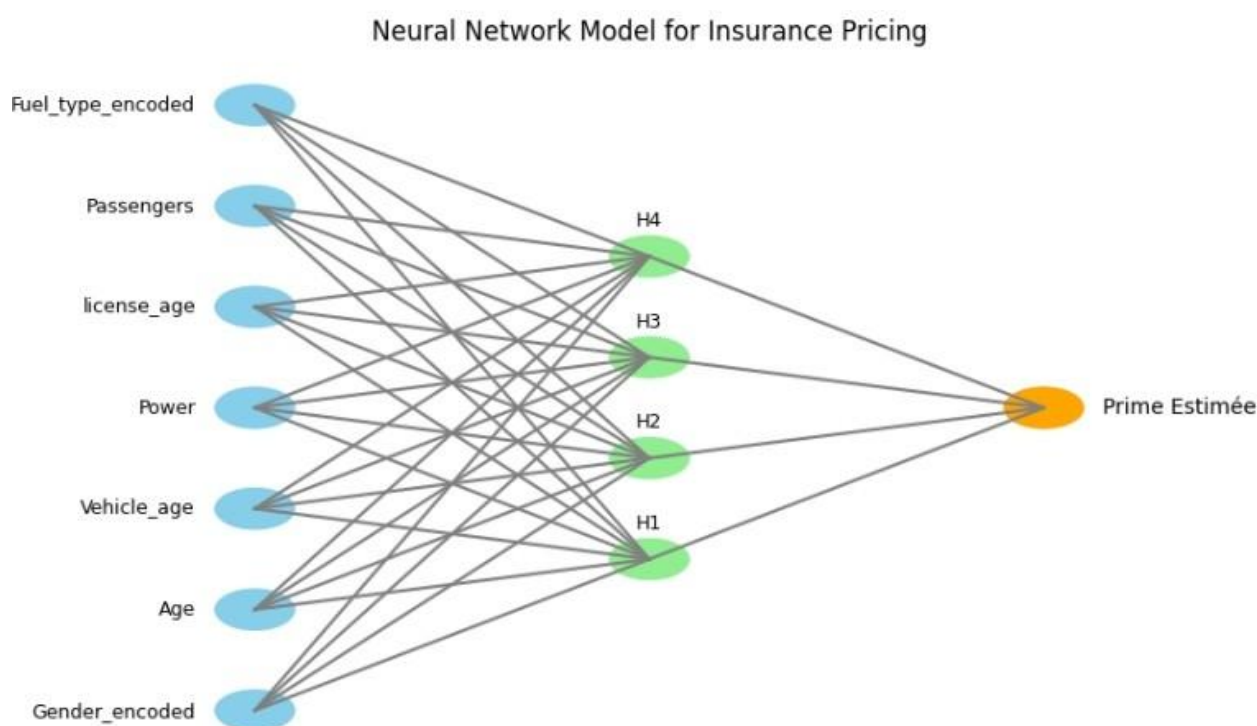 Neural Network Model for Insurance Pricing
Fuel_type_encoded
Passengers
H4
license_age
H3
Power
Prime Estimée
H2
Vehicle_age
H1
Age
Gender_encoded